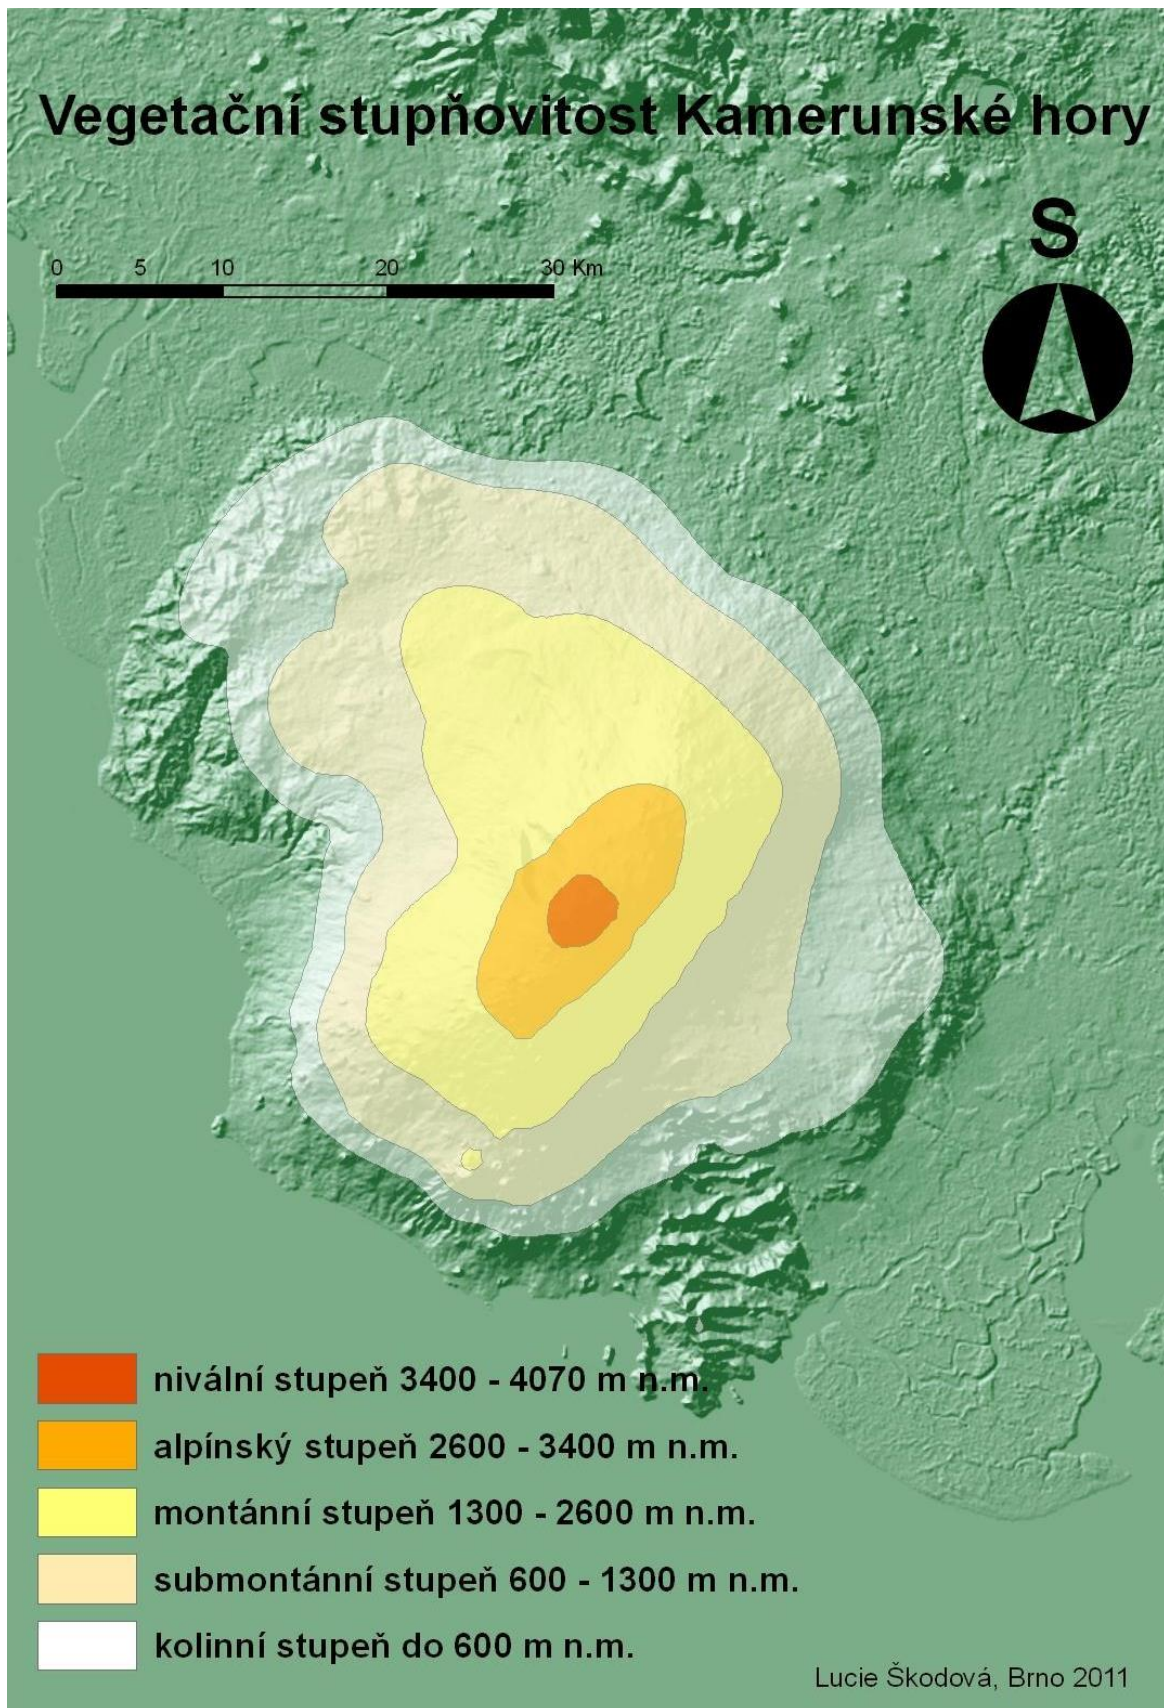 Vegetační stupňovitost Kamerunské hory
S
0 5 10 20 30 Km
nivální stupeň 3400 - 4070 m n.m.
alpínský stupeň 2600 - 3400 m n.m.
montánní stupeň 1300 - 2600 m n.m.
submontánní stupeň 600 - 1300 m n.m.
kolinní stupeň do 600 m n.m.
Lucie Škodová, Brno 2011